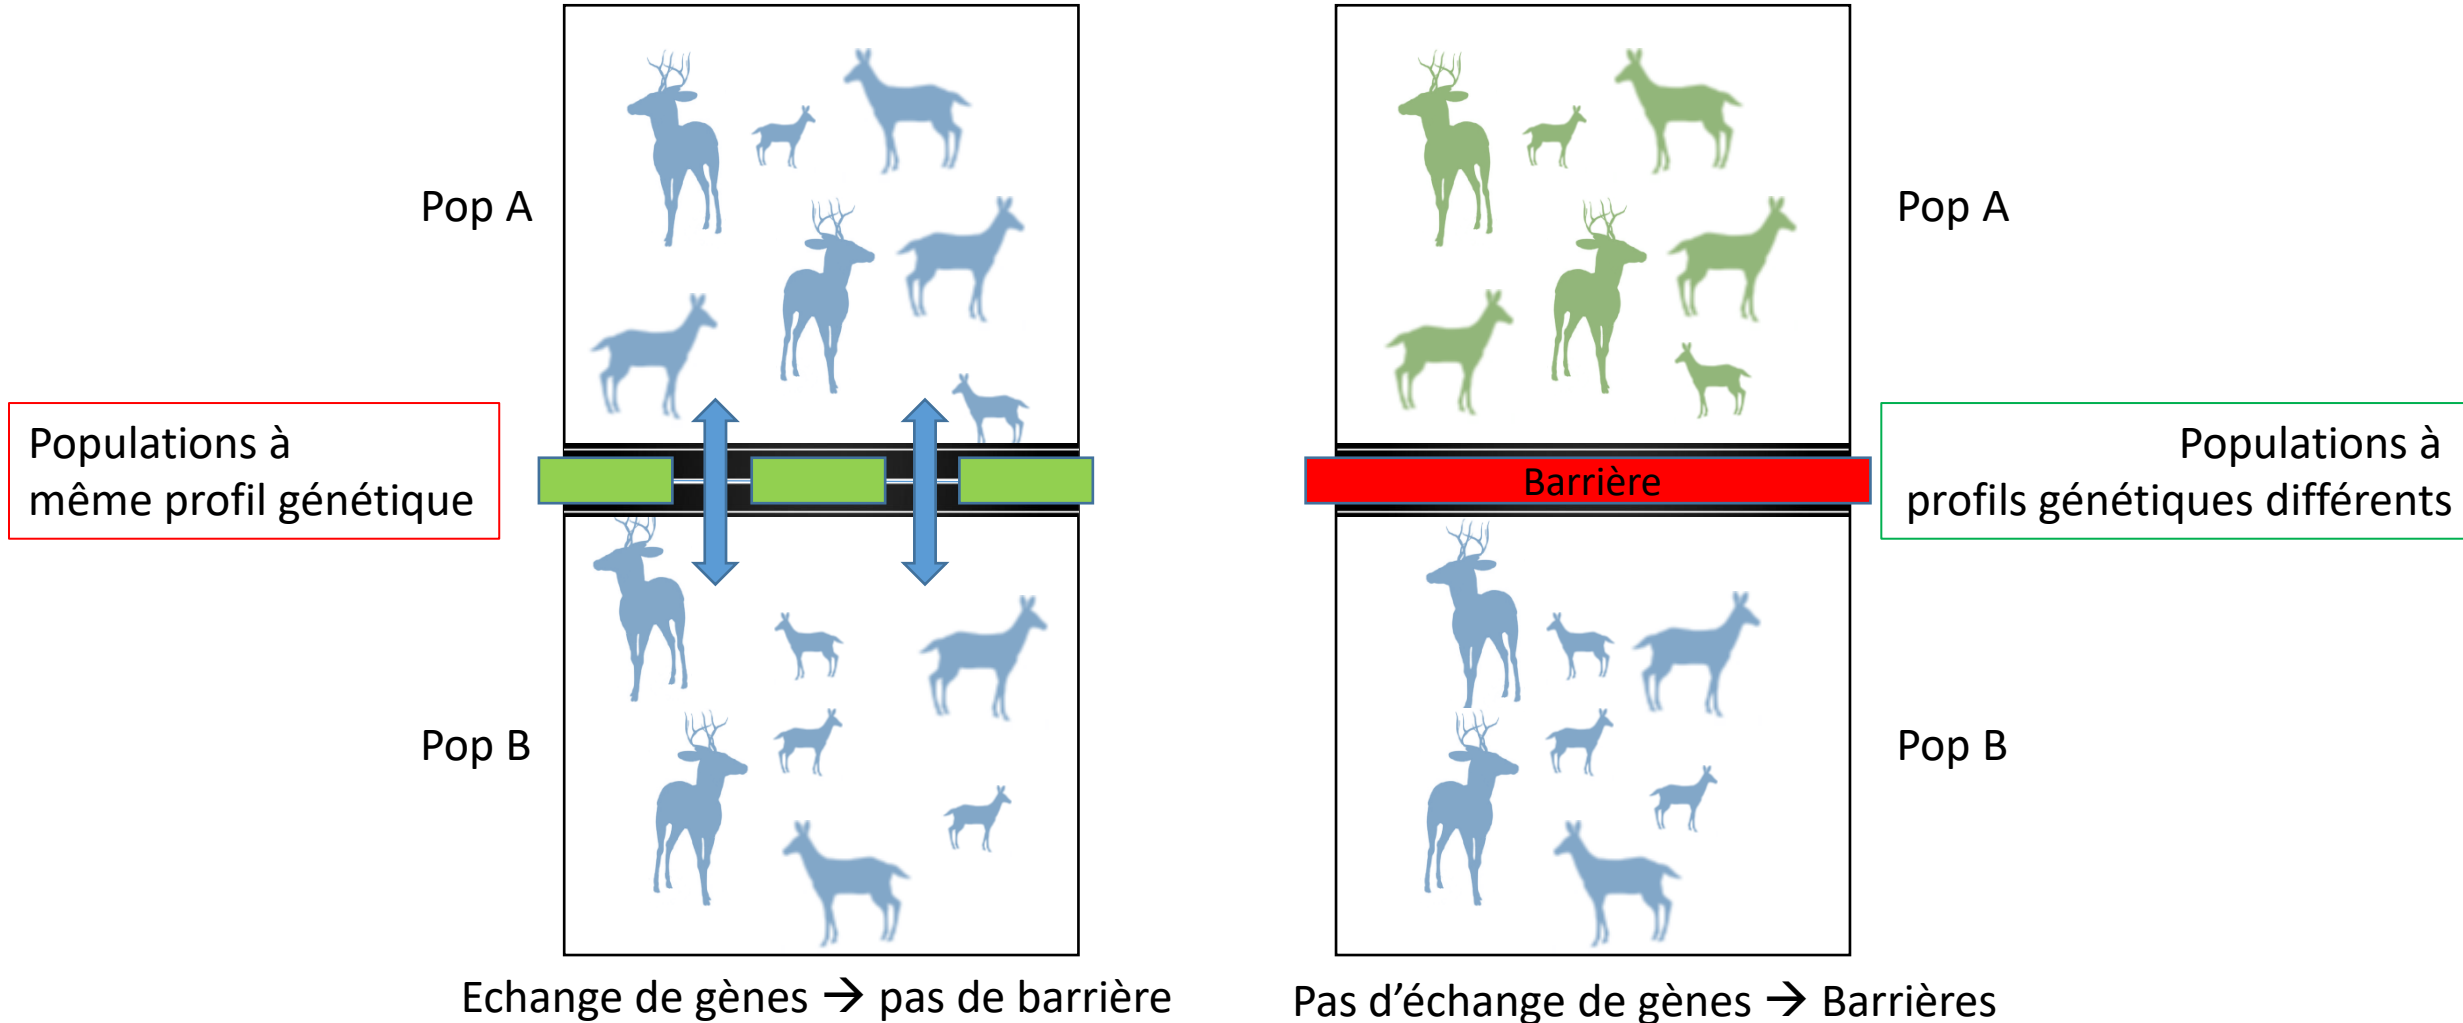 Pop A
Populations à
même profil génétique
Pop B
Echange de gènes → pas de barrière
Pop A
Barrière
Populations à
profils génétiques différents
Pop B
Pas d’échange de gènes → Barrières